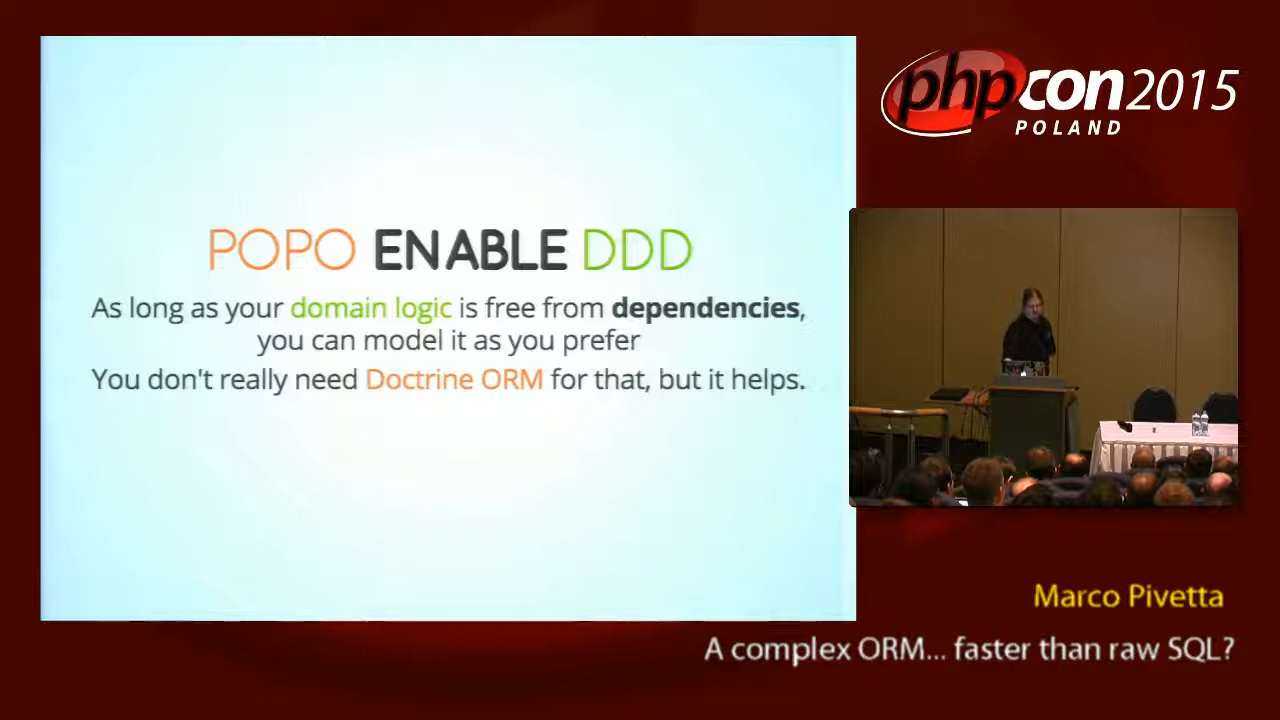 POPO ENABLE DDD
As long as your domain logic is free from dependencies,
you can model it as you prefer
You don't really need Doctrine ORM for that, but it helps.
phpcon2015
POLAND
Marco Pivetta
A complex ORM... faster than raw SQL?